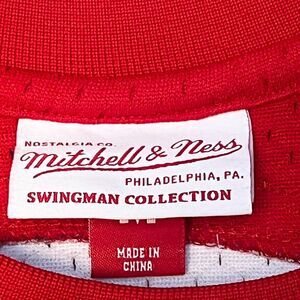 NOSTALGIA CO.
Mitchell & Ness
PHILADELPHIA, PA.
SWINGMAN COLLECTION
MADE IN
CHINA